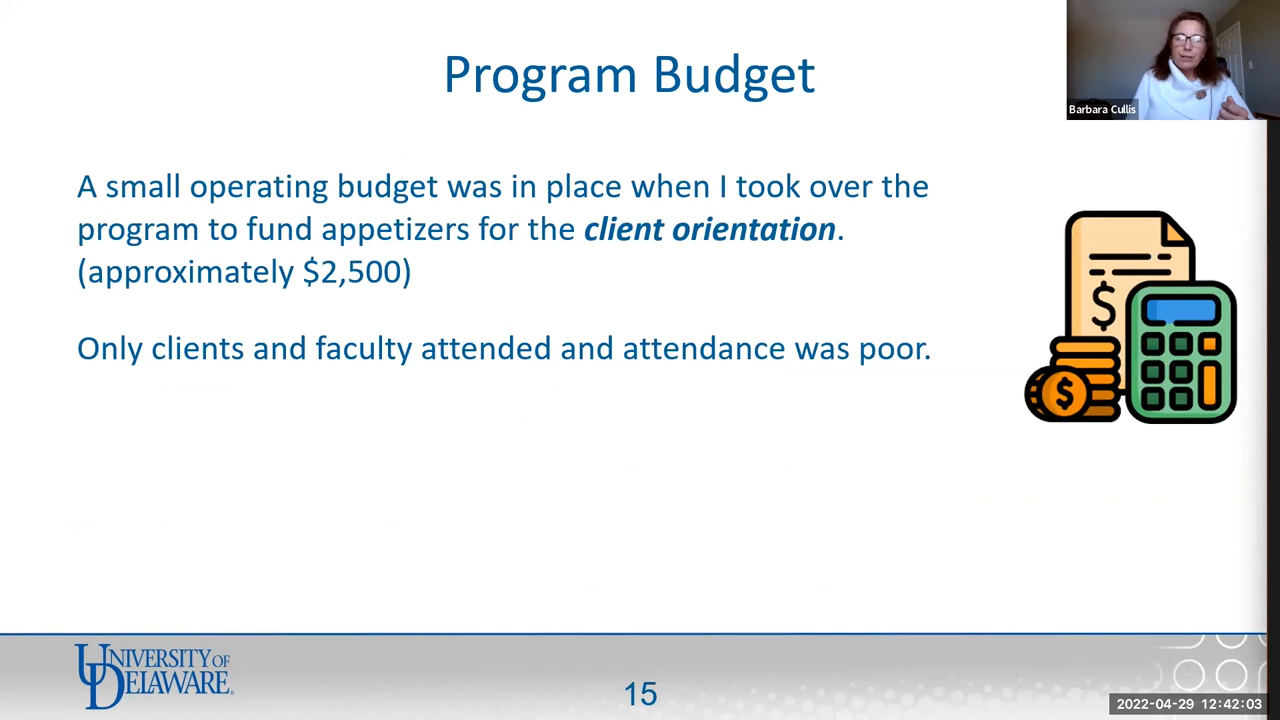 Program Budget
Barbara Cullis
A small operating budget was in place when I took over the
program to fund appetizers for the client orientation.
(approximately $2,500)
Only clients and faculty attended and attendance was poor.
$
$
UNIVERSITY OF
DELAWARE
15
2022-04-29 12:42:03